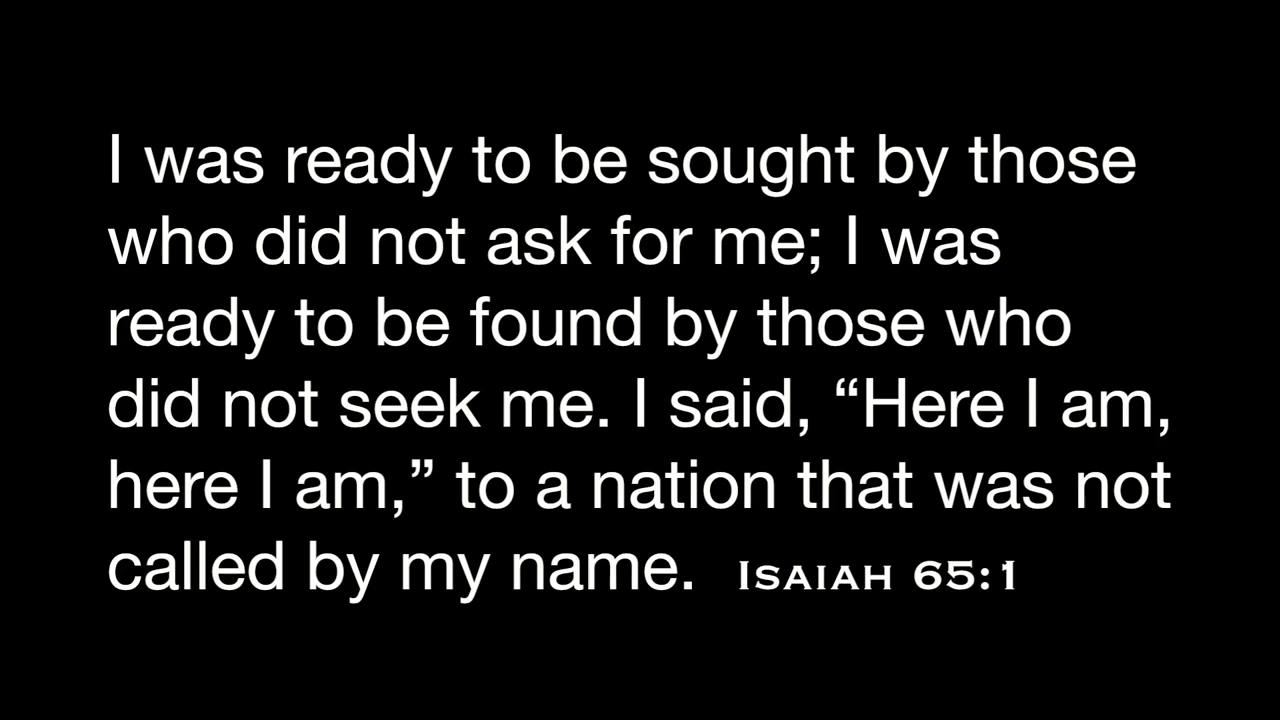 I was ready to be sought by those
who did not ask for me; I was
ready to be found by those who
did not seek me. I said, “Here I am,
here I am,” to a nation that was not
called by my name. Isaiah 65:1